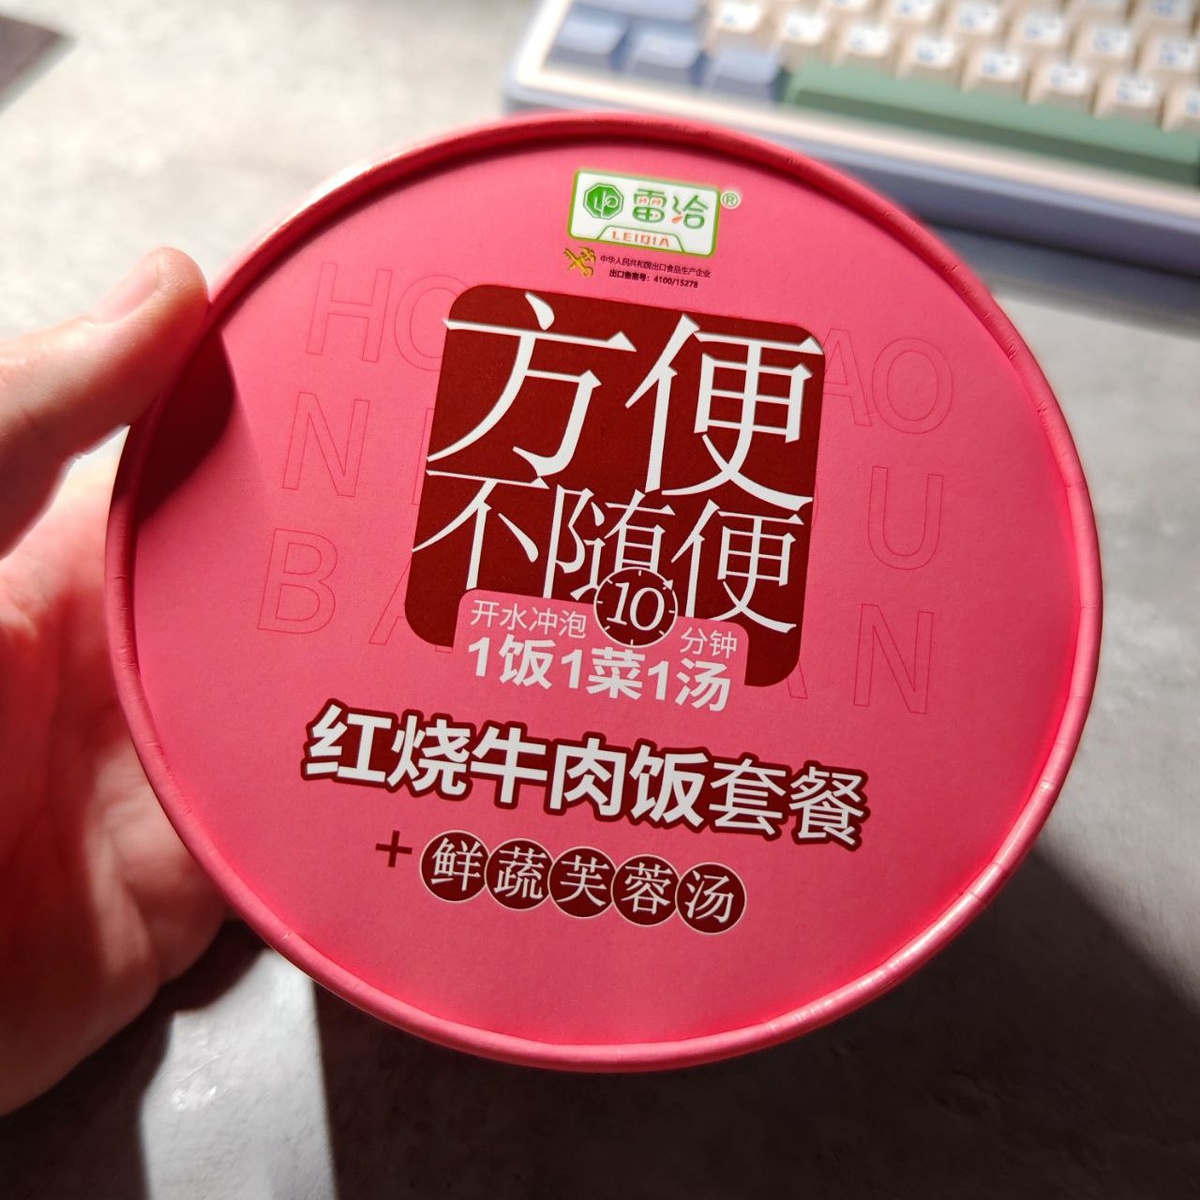 雷洽®
LEIQIA
中华人民共和国出口食品生产企业
出口备案号：4100/15278
方便
不随便
开水冲泡 10 分钟
1饭1菜1汤
红烧牛肉饭套餐
+鲜蔬芙蓉汤